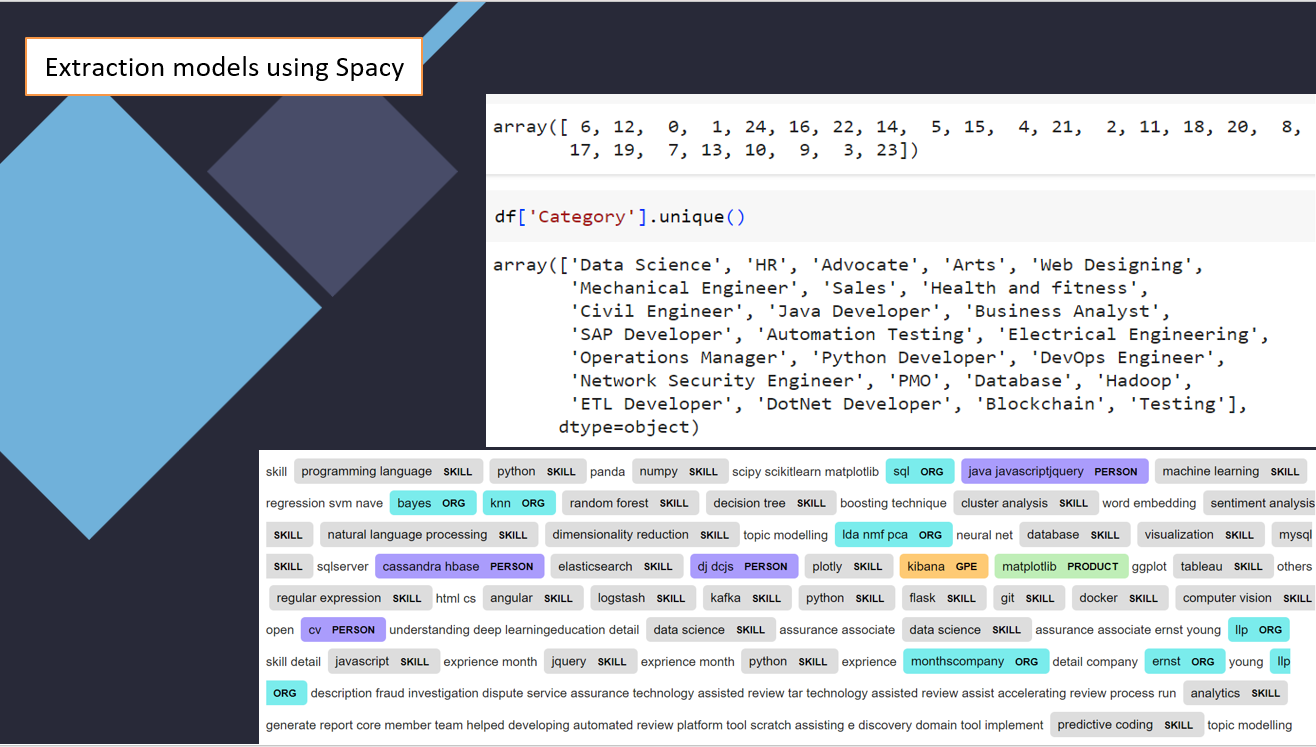 Extraction models using Spacy
array([ 6, 12,  0,  1, 24, 16, 22, 14,  5, 15,  4, 21,  2, 11, 18, 20,  8,
17, 19,  7, 13, 10,  9,  3, 23])
df['Category'].unique()
array(['Data Science', 'HR', 'Advocate', 'Arts', 'Web Designing',
'Mechanical Engineer', 'Sales', 'Health and fitness',
'Civil Engineer', 'Java Developer', 'Business Analyst',
'SAP Developer', 'Automation Testing', 'Electrical Engineering',
'Operations Manager', 'Python Developer', 'DevOps Engineer',
'Network Security Engineer', 'PMO', 'Database', 'Hadoop',
'ETL Developer', 'DotNet Developer', 'Blockchain', 'Testing'],
dtype=object)
skill programming language SKILL python SKILL panda numpy SKILL scipy scikitlearn matplotlib sql ORG java javascriptjquery PERSON machine learning SKILL
regression svm nave bayes ORG knn ORG random forest SKILL decision tree SKILL boosting technique cluster analysis SKILL word embedding sentiment analysis
SKILL natural language processing SKILL dimensionality reduction SKILL topic modelling lda nmf pca ORG neural net database SKILL visualization SKILL mysql
SKILL sqlserver cassandra hbase PERSON elasticsearch SKILL dj dcjs PERSON plotly SKILL kibana GPE matplotlib PRODUCT ggplot tableau SKILL others
regular expression SKILL html cs angular SKILL logstash SKILL kafka SKILL python SKILL flask SKILL git SKILL docker SKILL computer vision SKILL
open cv PERSON understanding deep learningeducation detail data science SKILL assurance associate data science SKILL assurance associate ernst young llp ORG
skill detail javascript SKILL exprience month jquery SKILL exprience month python SKILL exprience monthscompany ORG detail company ernst ORG young llp
ORG description fraud investigation dispute service assurance technology assisted review tar technology assisted review assist accelerating review process run analytics SKILL
generate report core member team helped developing automated review platform tool scratch assisting e discovery domain tool implement predictive coding SKILL topic modelling